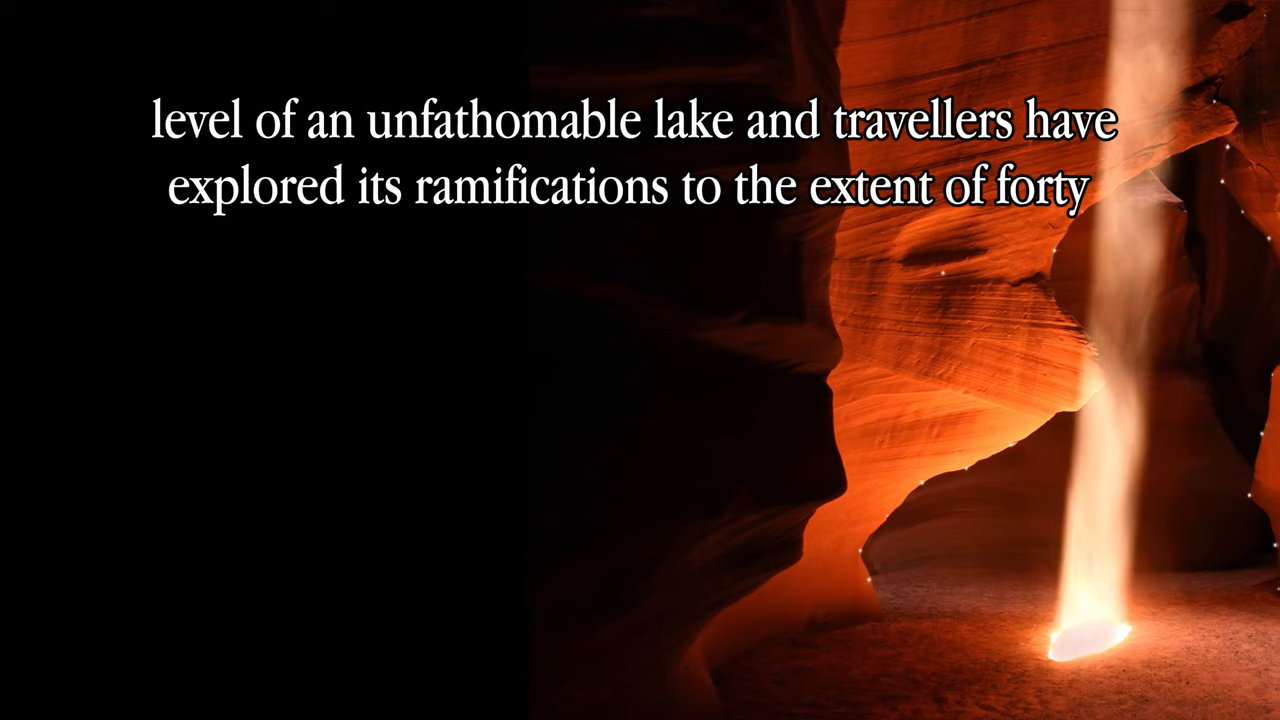 level of an unfathomable lake and travellers have
explored its ramifications to the extent of forty